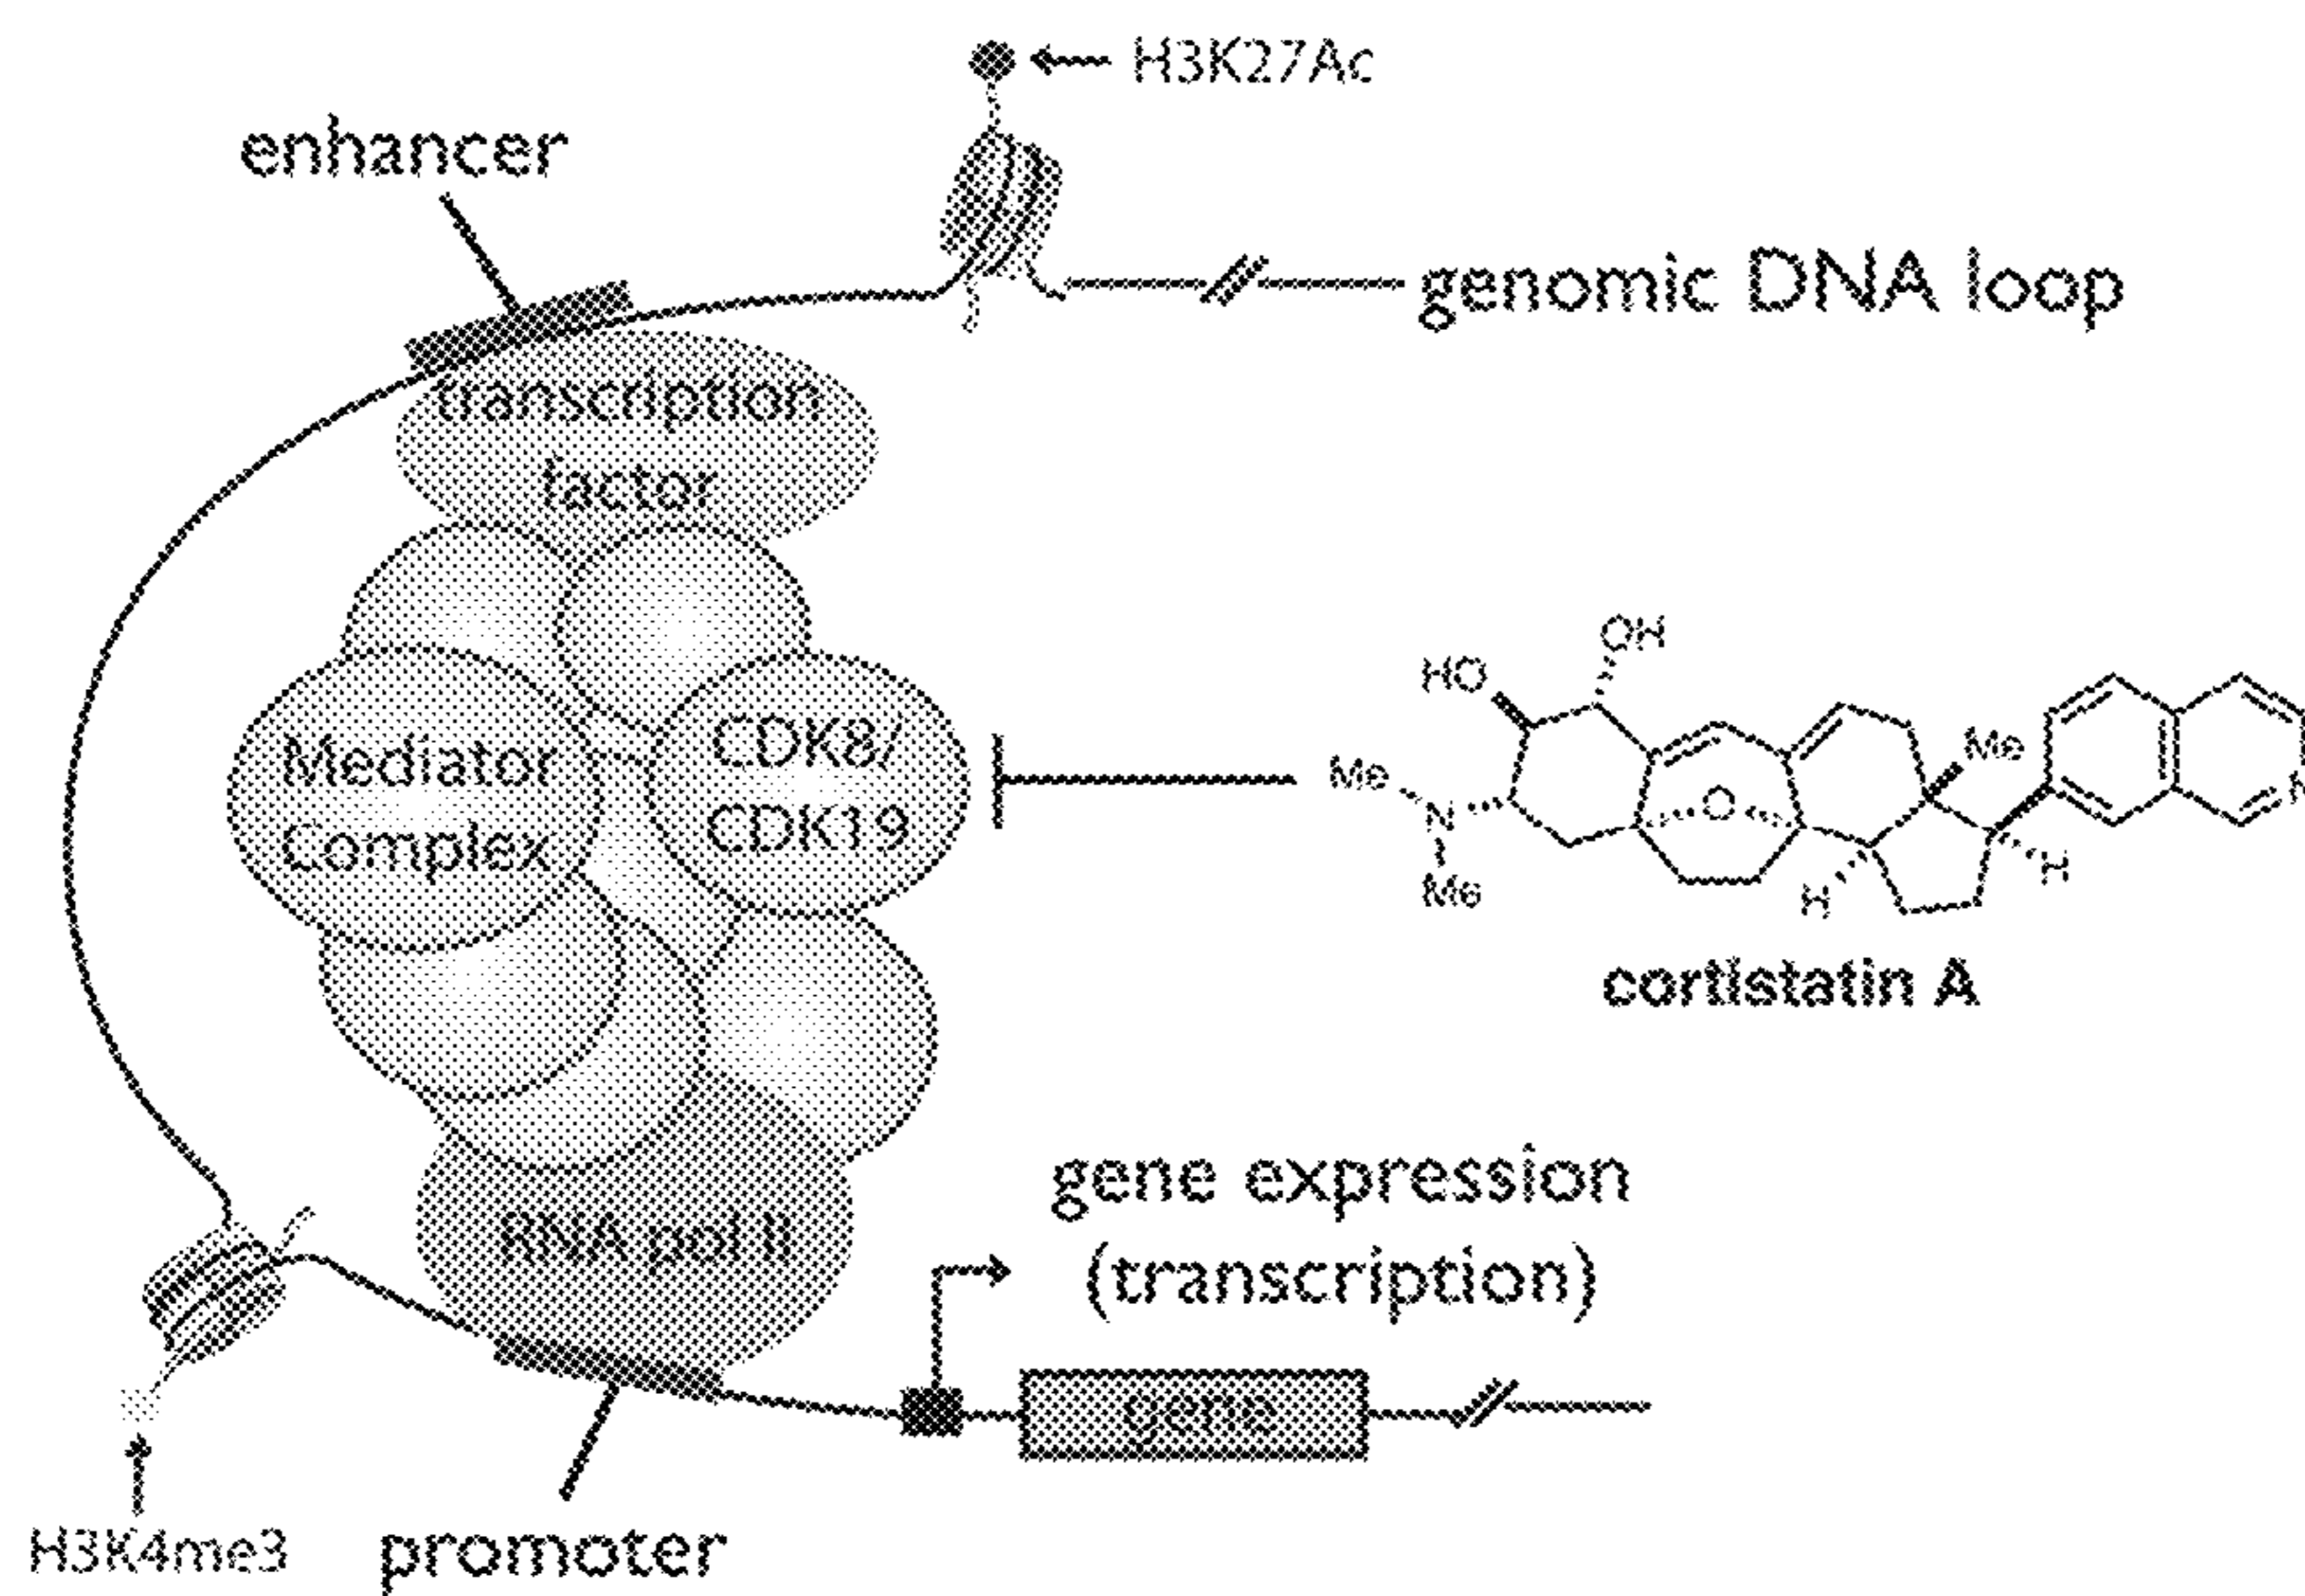 H3K27Ac
enhancer
genomic DNA loop
transcription
factor
OH
HO
Me
Mediator
Complex
CDK8/
CDK19
Me
N
O
N
Me
H
H
cortistatin A
gene expression
(transcription)
RNA pol II
gene
H3K4me3
promoter